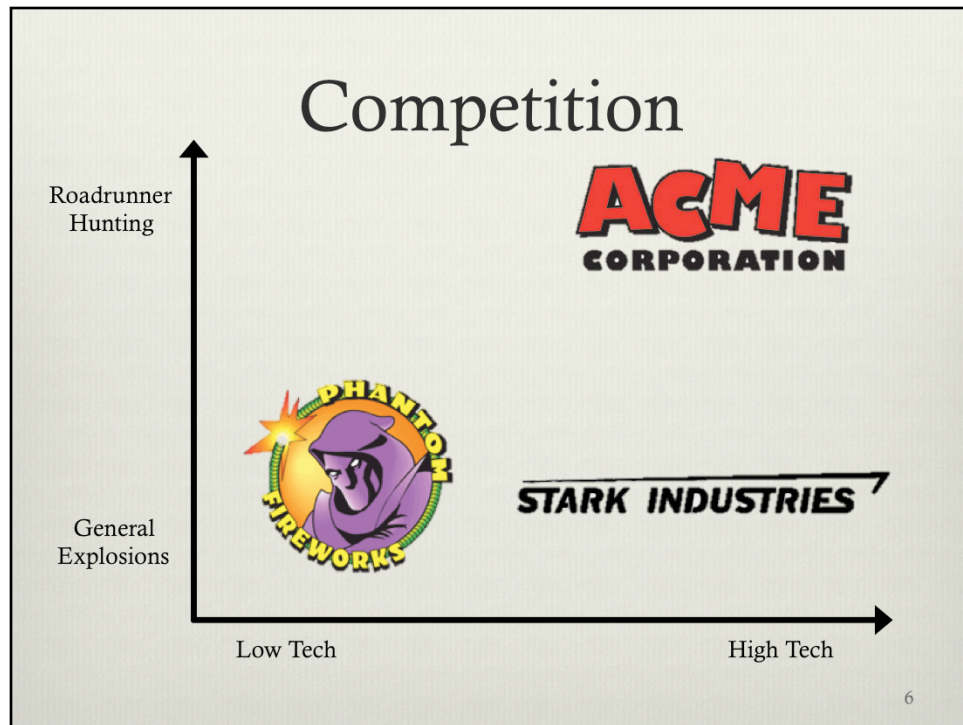 Competition
Roadrunner
Hunting
ACME
CORPORATION
PHANTOM
FIREWORKS
STARK INDUSTRIES
General
Explosions
Low Tech
High Tech
6